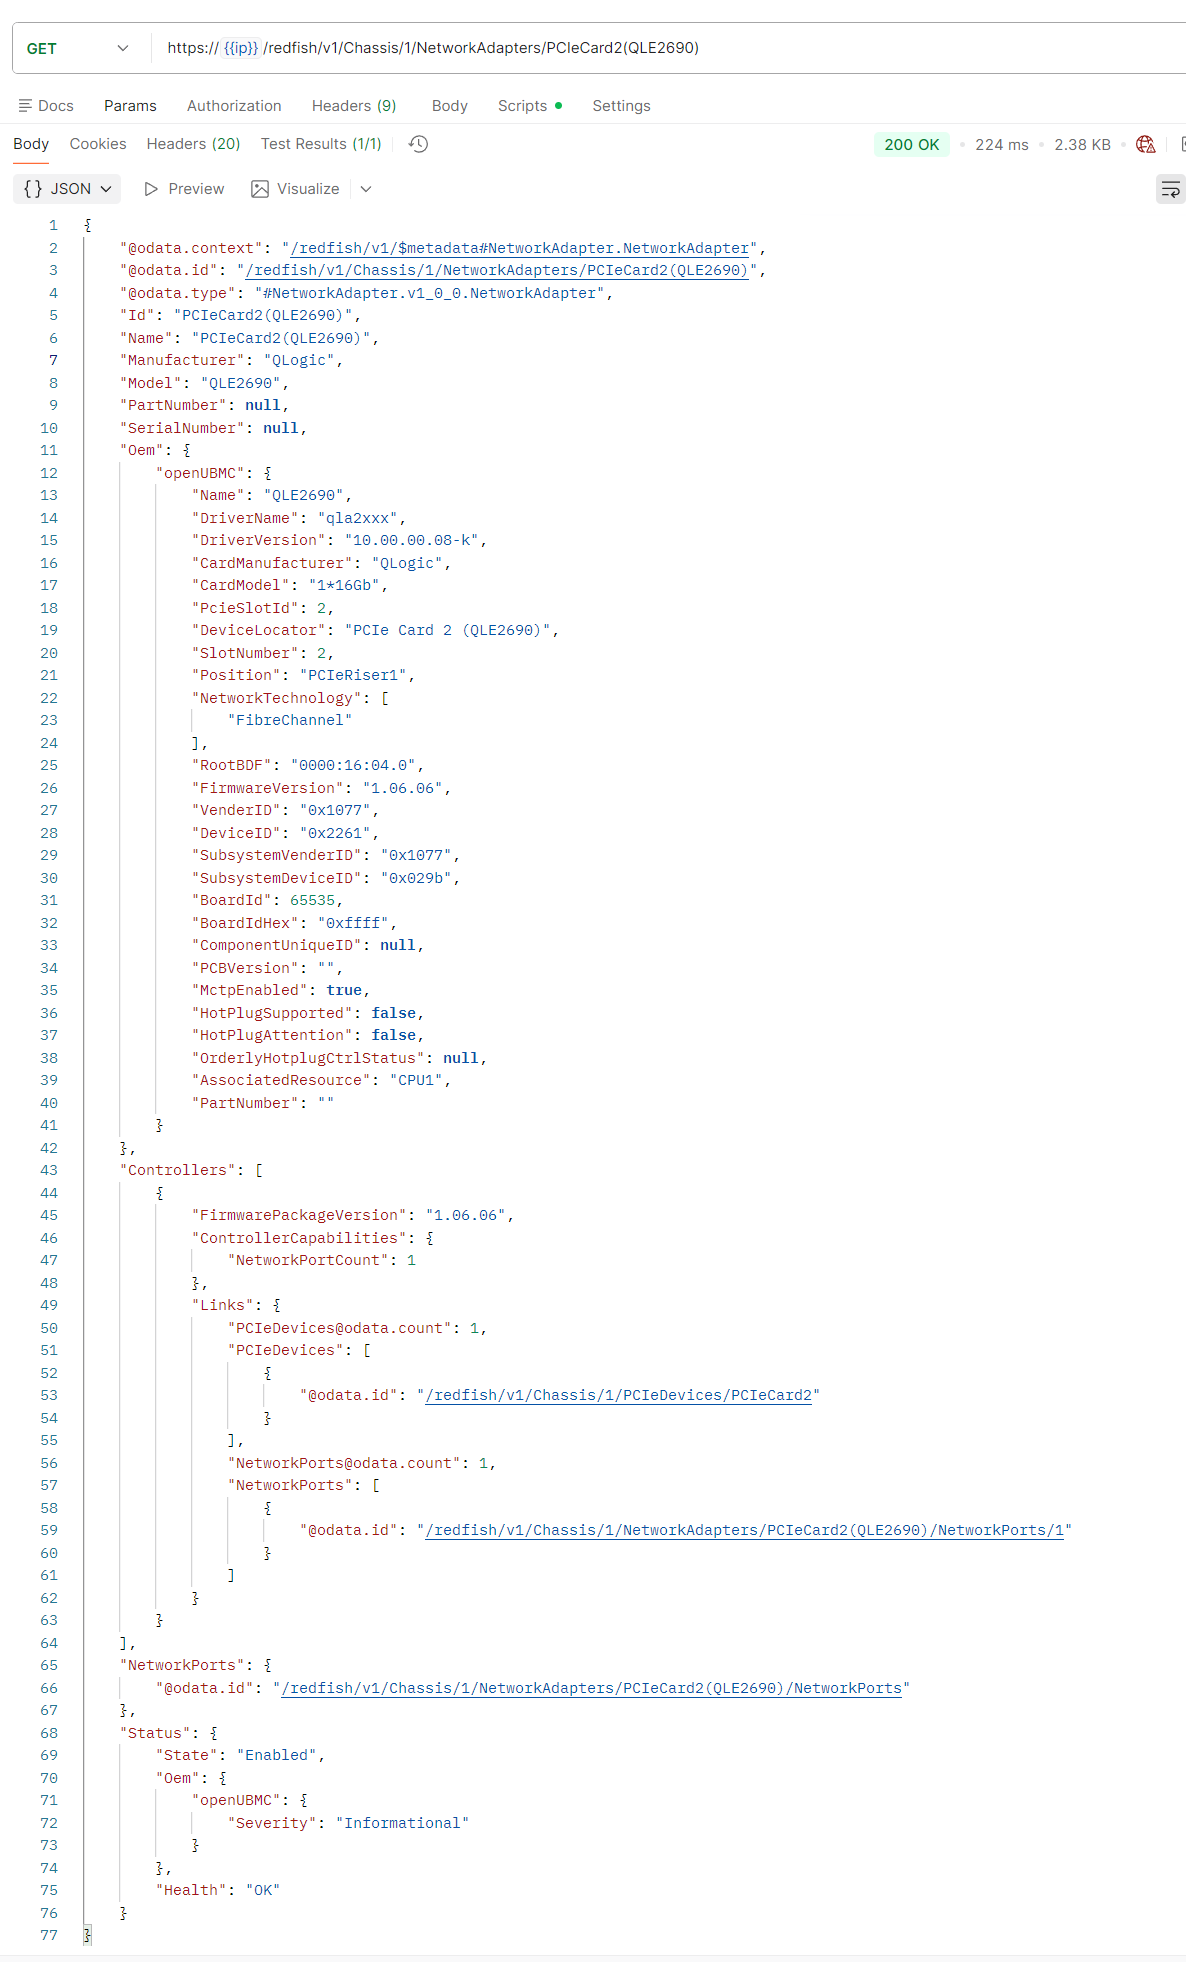 GET https://{{ip}}/redfish/v1/Chassis/1/NetworkAdapters/PCIeCard2(QLE2690)
Docs Params Authorization Headers (9) Body Scripts Settings
Body Cookies Headers (20) Test Results (1/1) 200 OK 224 ms 2.38 KB
{} JSON Preview Visualize
1 {
2 "@odata.context": "/redfish/v1/$metadata#NetworkAdapter.NetworkAdapter",
3 "@odata.id": "/redfish/v1/Chassis/1/NetworkAdapters/PCIeCard2(QLE2690)",
4 "@odata.type": "#NetworkAdapter.v1_0_0.NetworkAdapter",
5 "Id": "PCIeCard2(QLE2690)",
6 "Name": "PCIeCard2(QLE2690)",
7 "Manufacturer": "QLogic",
8 "Model": "QLE2690",
9 "PartNumber": null,
10 "SerialNumber": null,
11 "Oem": {
12 "openUBMC": {
13 "Name": "QLE2690",
14 "DriverName": "qla2xxx",
15 "DriverVersion": "10.00.00.08-k",
16 "CardManufacturer": "QLogic",
17 "CardModel": "1*16Gb",
18 "PcieSlotId": 2,
19 "DeviceLocator": "PCIe Card 2 (QLE2690)",
20 "SlotNumber": 2,
21 "Position": "PCIeRiser1",
22 "NetworkTechnology": [
23 "FibreChannel"
24 ],
25 "RootBDF": "0000:16:04.0",
26 "FirmwareVersion": "1.06.06",
27 "VenderID": "0x1077",
28 "DeviceID": "0x2261",
29 "SubsystemVenderID": "0x1077",
30 "SubsystemDeviceID": "0x029b",
31 "BoardId": 65535,
32 "BoardIdHex": "0xffff",
33 "ComponentUniqueID": null,
34 "PCBVersion": "",
35 "MctpEnabled": true,
36 "HotPlugSupported": false,
37 "HotPlugAttention": false,
38 "OrderlyHotplugCtrlStatus": null,
39 "AssociatedResource": "CPU1",
40 "PartNumber": ""
41 }
42 },
43 "Controllers": [
44 {
45 "FirmwarePackageVersion": "1.06.06",
46 "ControllerCapabilities": {
47 "NetworkPortCount": 1
48 },
49 "Links": {
50 "PCIeDevices@odata.count": 1,
51 "PCIeDevices": [
52 {
53 "@odata.id": "/redfish/v1/Chassis/1/PCIeDevices/PCIeCard2"
54 }
55 ],
56 "NetworkPorts@odata.count": 1,
57 "NetworkPorts": [
58 {
59 "@odata.id": "/redfish/v1/Chassis/1/NetworkAdapters/PCIeCard2(QLE2690)/NetworkPorts/1"
60 }
61 ]
62 }
63 }
64 ],
65 "NetworkPorts": {
66 "@odata.id": "/redfish/v1/Chassis/1/NetworkAdapters/PCIeCard2(QLE2690)/NetworkPorts"
67 },
68 "Status": {
69 "State": "Enabled",
70 "Oem": {
71 "openUBMC": {
72 "Severity": "Informational"
73 }
74 },
75 "Health": "OK"
76 }
77 }